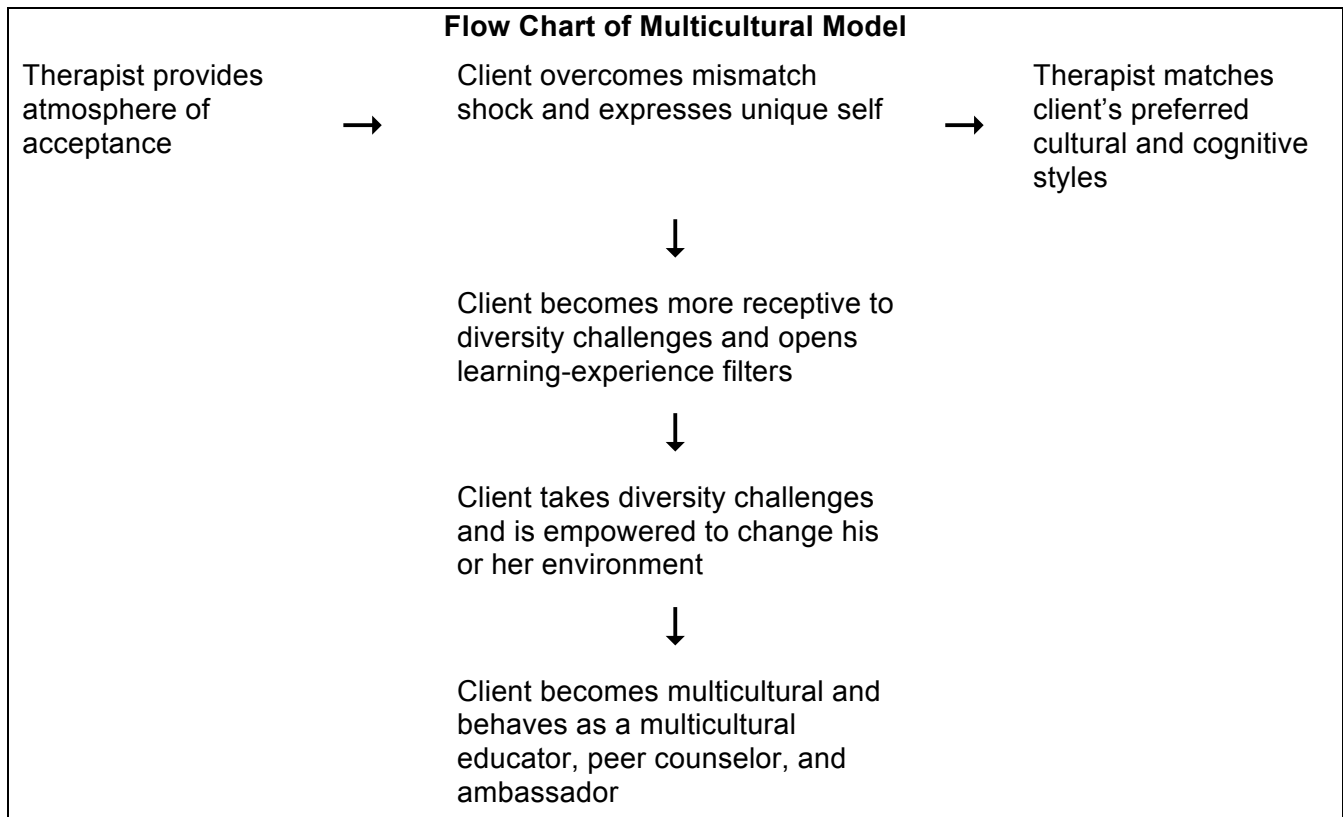 Flow Chart of Multicultural Model
Therapist provides
atmosphere of
acceptance
→
Client overcomes mismatch
shock and expresses unique self
→
Therapist matches
client’s preferred
cultural and cognitive
styles
↓
Client becomes more receptive to
diversity challenges and opens
learning-experience filters
↓
Client takes diversity challenges
and is empowered to change his
or her environment
↓
Client becomes multicultural and
behaves as a multicultural
educator, peer counselor, and
ambassador